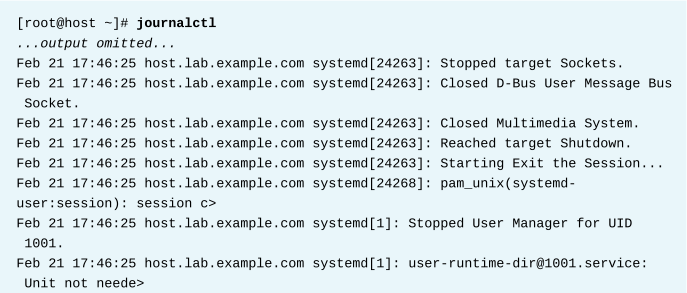 [root@host ~]# journalctl
...output omitted...
Feb 21 17:46:25 host.lab.example.com systemd[24263]: Stopped target Sockets.
Feb 21 17:46:25 host.lab.example.com systemd[24263]: Closed D-Bus User Message Bus
 Socket.
Feb 21 17:46:25 host.lab.example.com systemd[24263]: Closed Multimedia System.
Feb 21 17:46:25 host.lab.example.com systemd[24263]: Reached target Shutdown.
Feb 21 17:46:25 host.lab.example.com systemd[24263]: Starting Exit the Session...
Feb 21 17:46:25 host.lab.example.com systemd[24268]: pam_unix(systemd-
user:session): session c>
Feb 21 17:46:25 host.lab.example.com systemd[1]: Stopped User Manager for UID
 1001.
Feb 21 17:46:25 host.lab.example.com systemd[1]: user-runtime-dir@1001.service:
 Unit not neede>